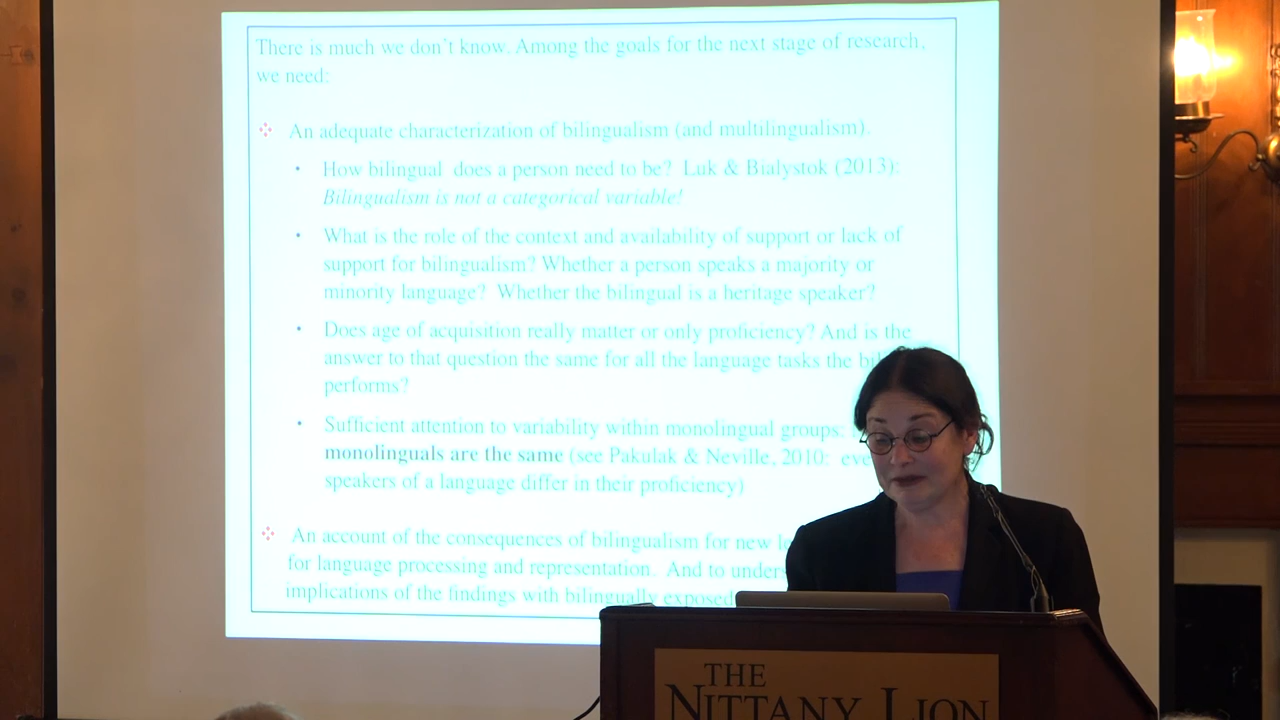 There is much we don't know. Among the goals for the next stage of research,
we need:
An adequate characterization of bilingualism (and multilingualism).
• How bilingual does a person need to be? Luk & Bialystok (2013):
Bilingualism is not a categorical variable!
• What is the role of the context and availability of support or lack of
support for bilingualism? Whether a person speaks a majority or
minority language? Whether the bilingual is a heritage speaker?
• Does age of acquisition really matter or only proficiency? And is the
answer to that question the same for all the language tasks the
performs?
• Sufficient attention to variability within monolingual groups:
monolinguals are the same (see Pakulak & Neville, 2010:
speakers of a language differ in their proficiency)
An account of the consequences of bilingualism for new
for language processing and representation. And to
implications of the findings with bilingually exposed
THE
NITTANY LION